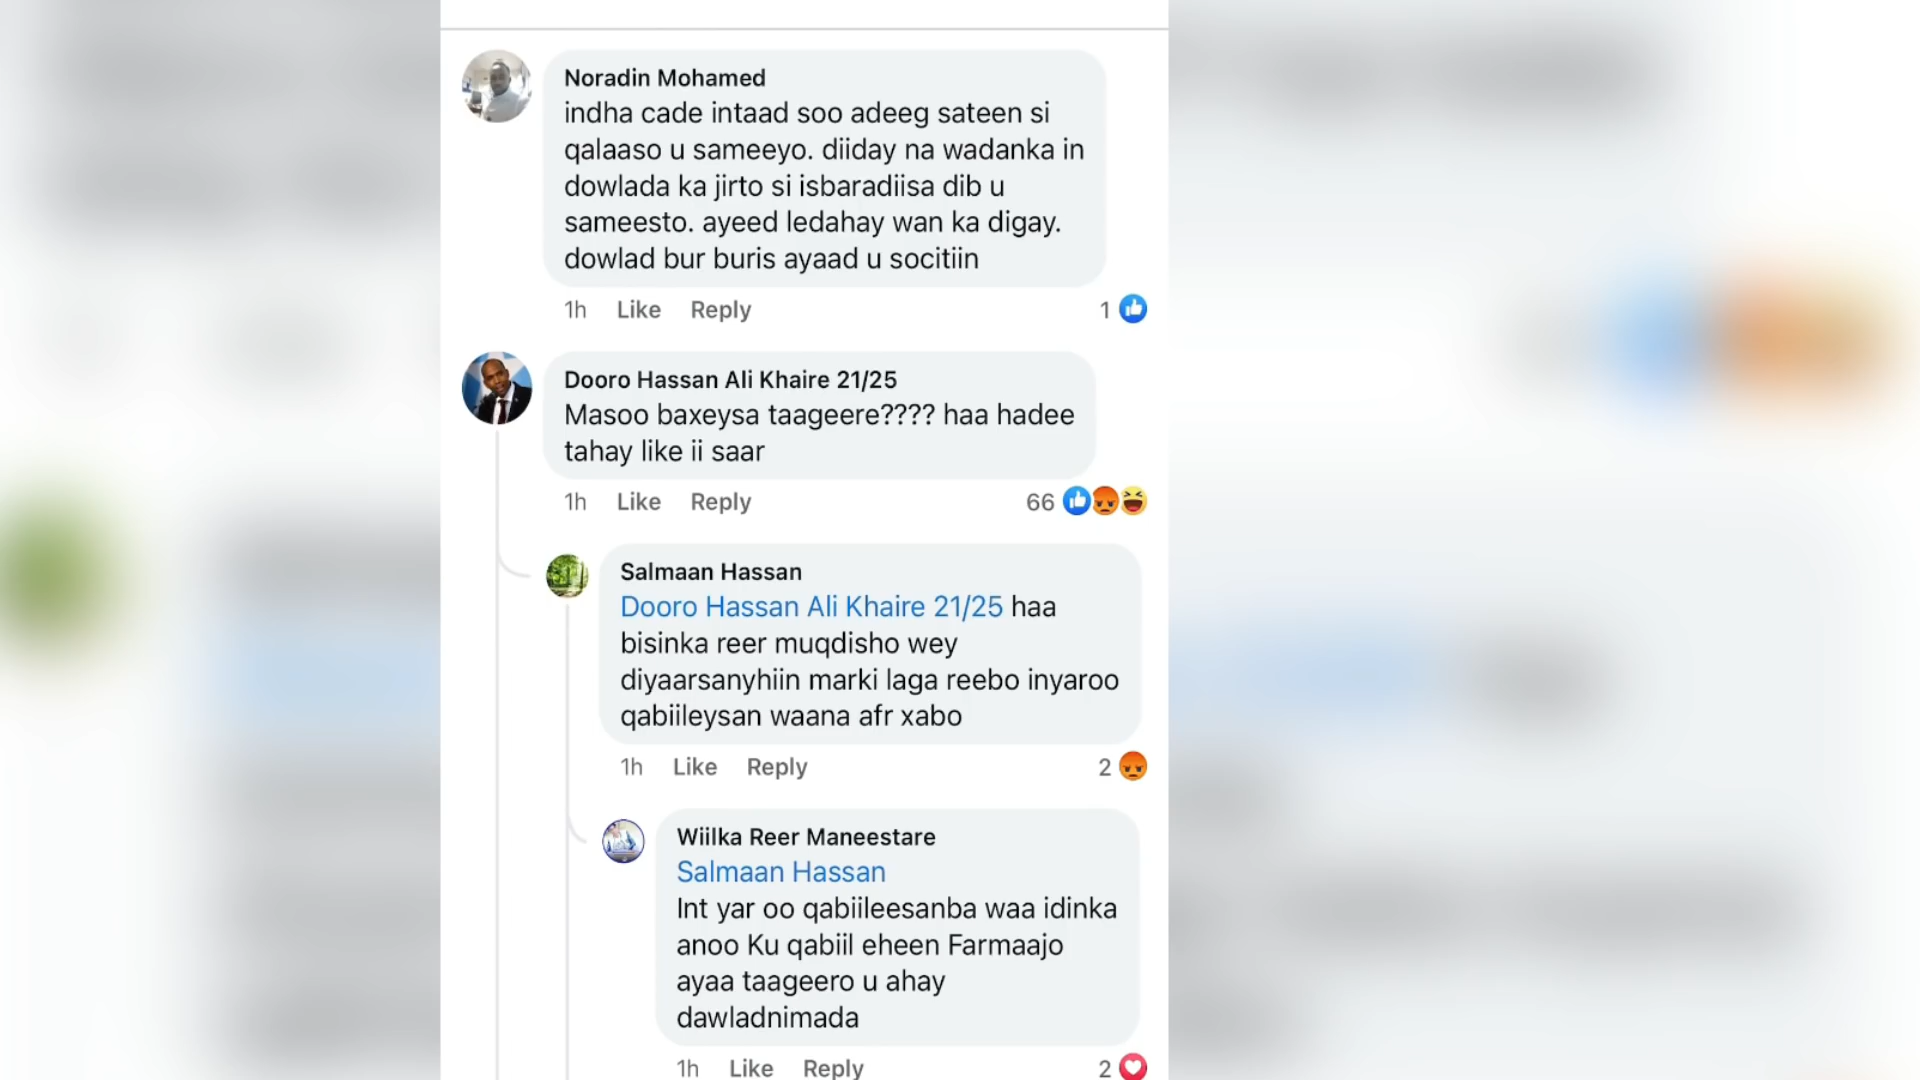 Noradin Mohamed
indha cade intaad soo adeeg sateen si
qalaaso u sameeyo. diiday na wadanka in
dowlada ka jirto si isbaradiisa dib u
sameesto. ayeed ledahay wan ka digay.
dowlad bur buris ayaad u socitiin
1h Like Reply 1
Dooro Hassan Ali Khaire 21/25
Masoo baxeysa taageere???? haa hadee
tahay like ii saar
1h Like Reply 66
Salmaan Hassan
Dooro Hassan Ali Khaire 21/25 haa
bisinka reer muqdisho wey
diyaarsanyhiin marki laga reebo inyaroo
qabiileysan waana afr xabo
1h Like Reply 2
Wiilka Reer Maneestare
Salmaan Hassan
Int yar oo qabiileesanba waa idinka
anoo Ku qabiil eheen Farmaajo
ayaa taageero u ahay
dawladnimada
1h Like Reply 2